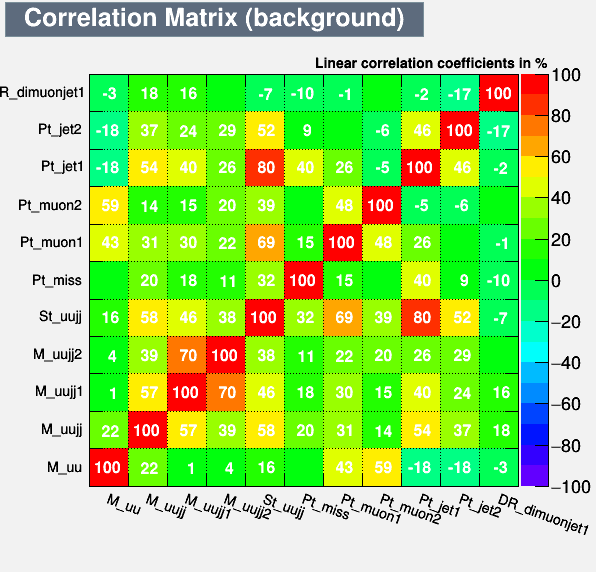 Correlation Matrix (background)
Linear correlation coefficients in %
R_dimuonjet1 -3 18 16 -7 -10 -1 -2 -17 100
Pt_jet2 -18 37 24 29 52 9 -6 46 100 -17
Pt_jet1 -18 54 40 26 80 40 26 -5 100 46 -2
Pt_muon2 59 14 15 20 39 48 100 -5 -6
Pt_muon1 43 31 30 22 69 15 100 48 26 -1
Pt_miss 20 18 11 32 100 15 40 9 -10
St_uujj 16 58 46 38 100 32 69 39 80 52 -7
M_uujj2 4 39 70 100 38 11 22 20 26 29
M_uujj1 1 57 100 70 46 18 30 15 40 24 16
M_uujj 22 100 57 39 58 20 31 14 54 37 18
M_uu 100 22 1 4 16 43 59 -18 -18 -3
M_uu M_uujj M_uujj1 M_uujj2 St_uujj Pt_miss Pt_muon1 Pt_muon2 Pt_jet1 Pt_jet2 DR_dimuonjet1
100
80
60
40
20
0
−20
−40
−60
−80
−100